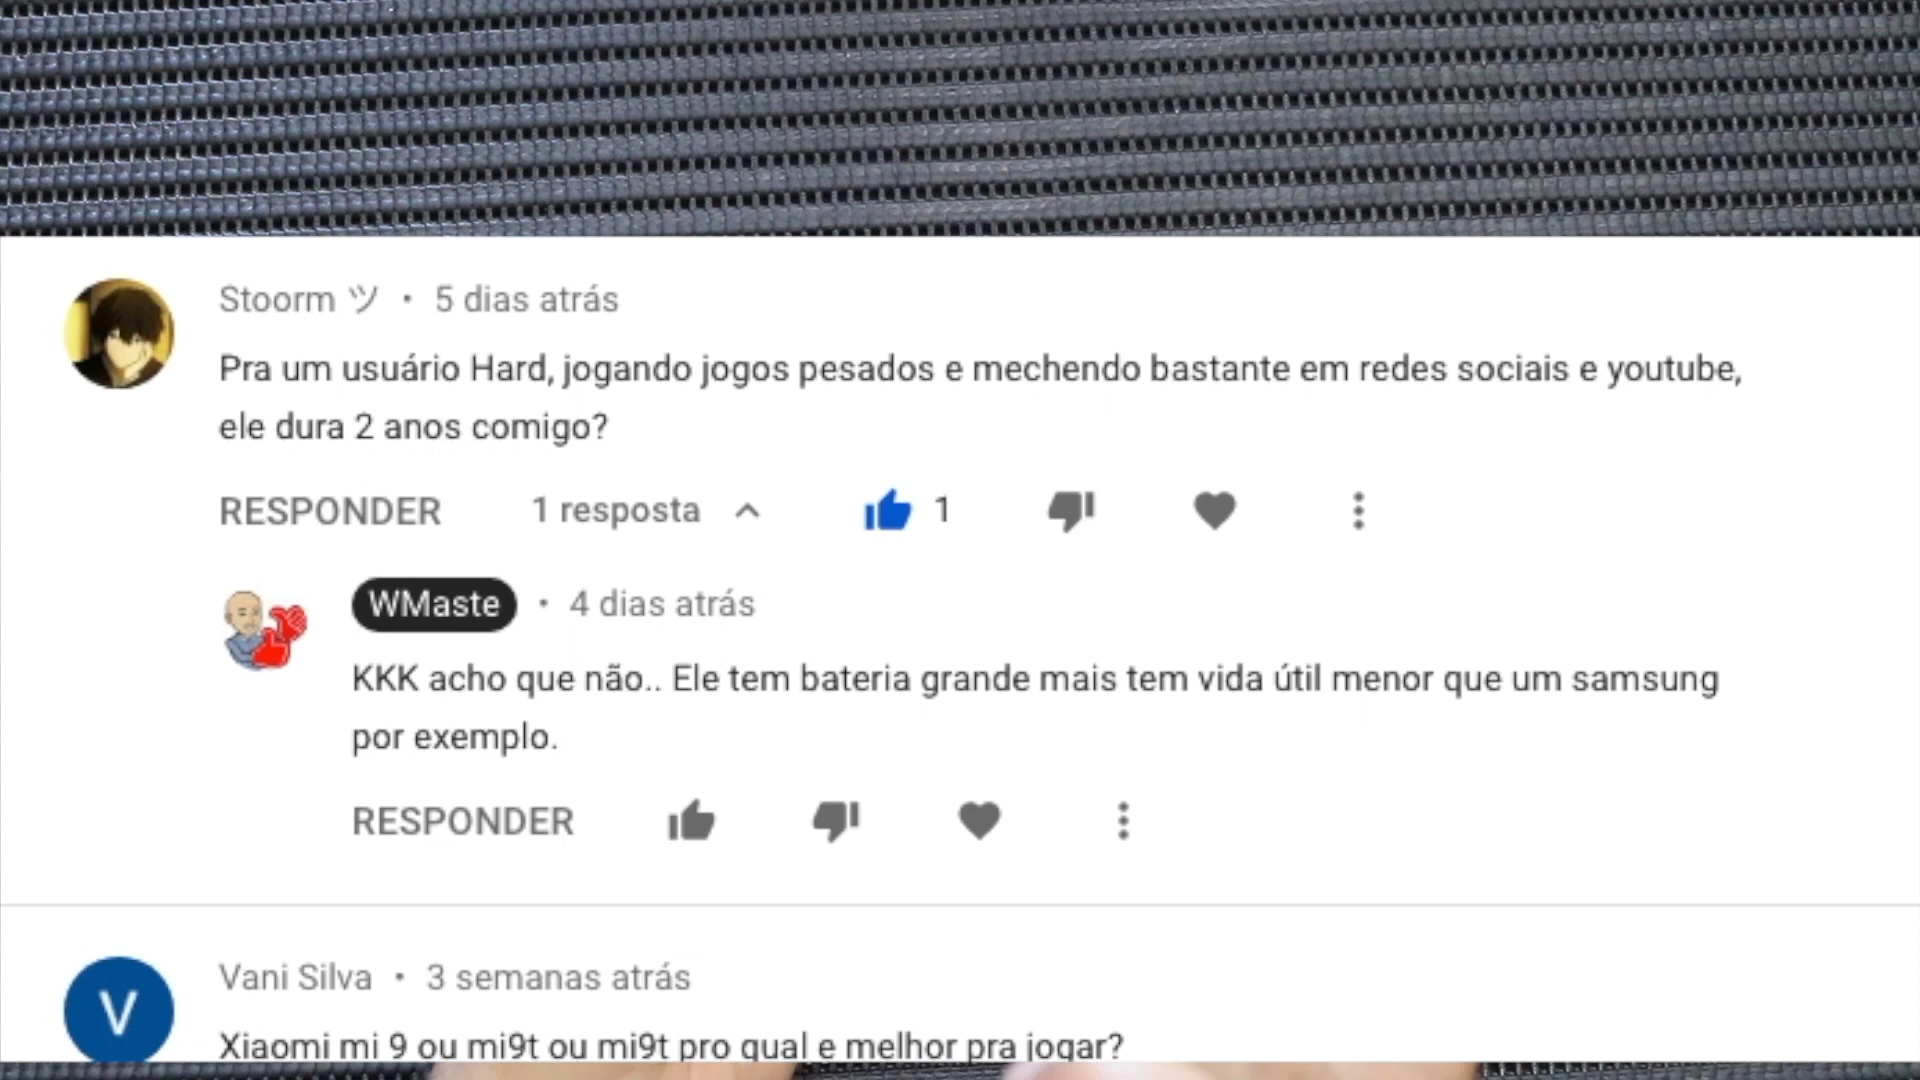 Stoorm ツ • 5 dias atrás
Pra um usuário Hard, jogando jogos pesados e mechendo bastante em redes sociais e youtube,
ele dura 2 anos comigo?
RESPONDER 1 resposta 1
WMaste • 4 dias atrás
KKK acho que não.. Ele tem bateria grande mais tem vida útil menor que um samsung
por exemplo.
RESPONDER
V
Vani Silva • 3 semanas atrás
Xiaomi mi 9 ou mi9t ou mi9t pro qual e melhor pra jogar?